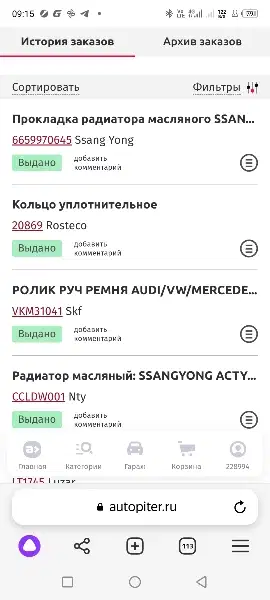 09:15
История заказов Архив заказов
Сортировать Фильтры
Прокладка радиатора масляного SSAN...
6659970645 Ssang Yong
Выдано добавить комментарий
Кольцо уплотнительное
20869 Rosteco
Выдано добавить комментарий
РОЛИК РУЧ РЕМНЯ AUDI/VW/MERCEDE...
VKM31041 Skf
Выдано добавить комментарий
Радиатор масляный: SSANGYONG ACTY...
CCLDW001 Nty
Выдано добавить комментарий
Главная Категории Гараж Корзина 228994
LT1745 Luzar
autopiter.ru
113